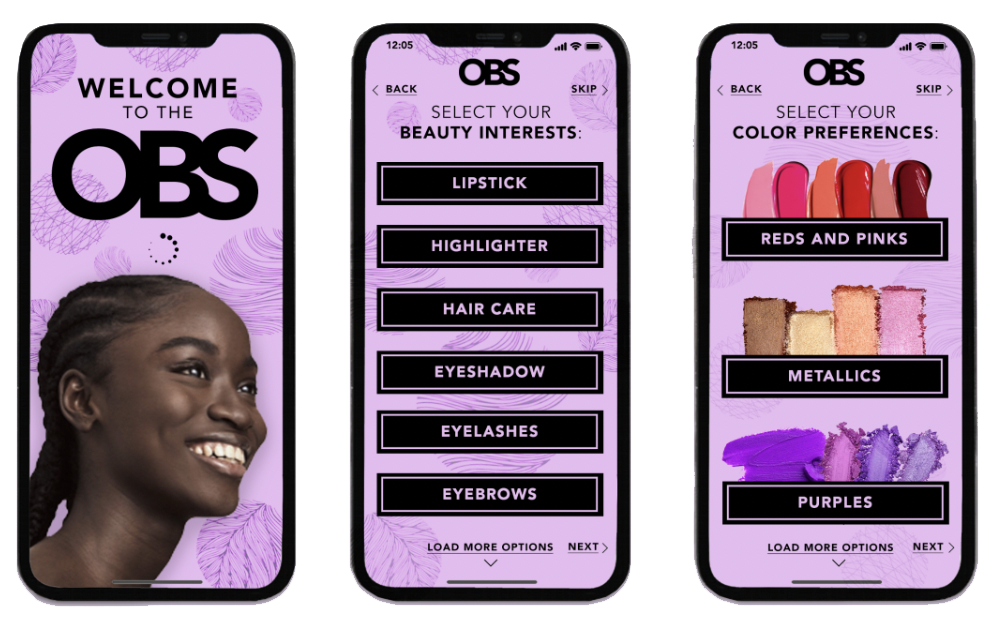 WELCOME
TO THE
OBS
12:05
OBS
BACK
SKIP
SELECT YOUR
BEAUTY INTERESTS:
LIPSTICK
HIGHLIGHTER
HAIR CARE
EYESHADOW
EYELASHES
EYEBROWS
LOAD MORE OPTIONS
NEXT
12:05
OBS
BACK
SKIP
SELECT YOUR
COLOR PREFERENCES:
REDS AND PINKS
METALLICS
PURPLES
LOAD MORE OPTIONS
NEXT